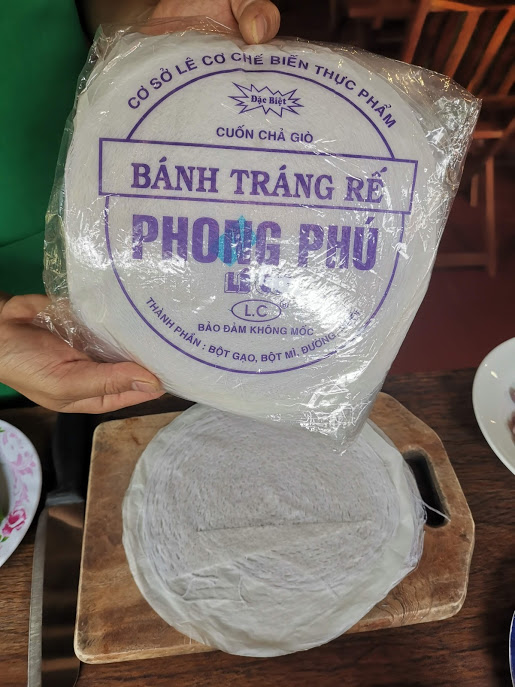 CƠ SỞ LÊ CƠ CHẾ BIẾN THỰC PHẨM
Đặc Biệt
CUỐN CHẢ GIÒ
BÁNH TRÁNG RẾ
PHONG PHÚ
L.C ®
BẢO ĐẢM KHÔNG MỐC
THÀNH PHẦN : BỘT GẠO, BỘT MÌ, ĐƯỜNG